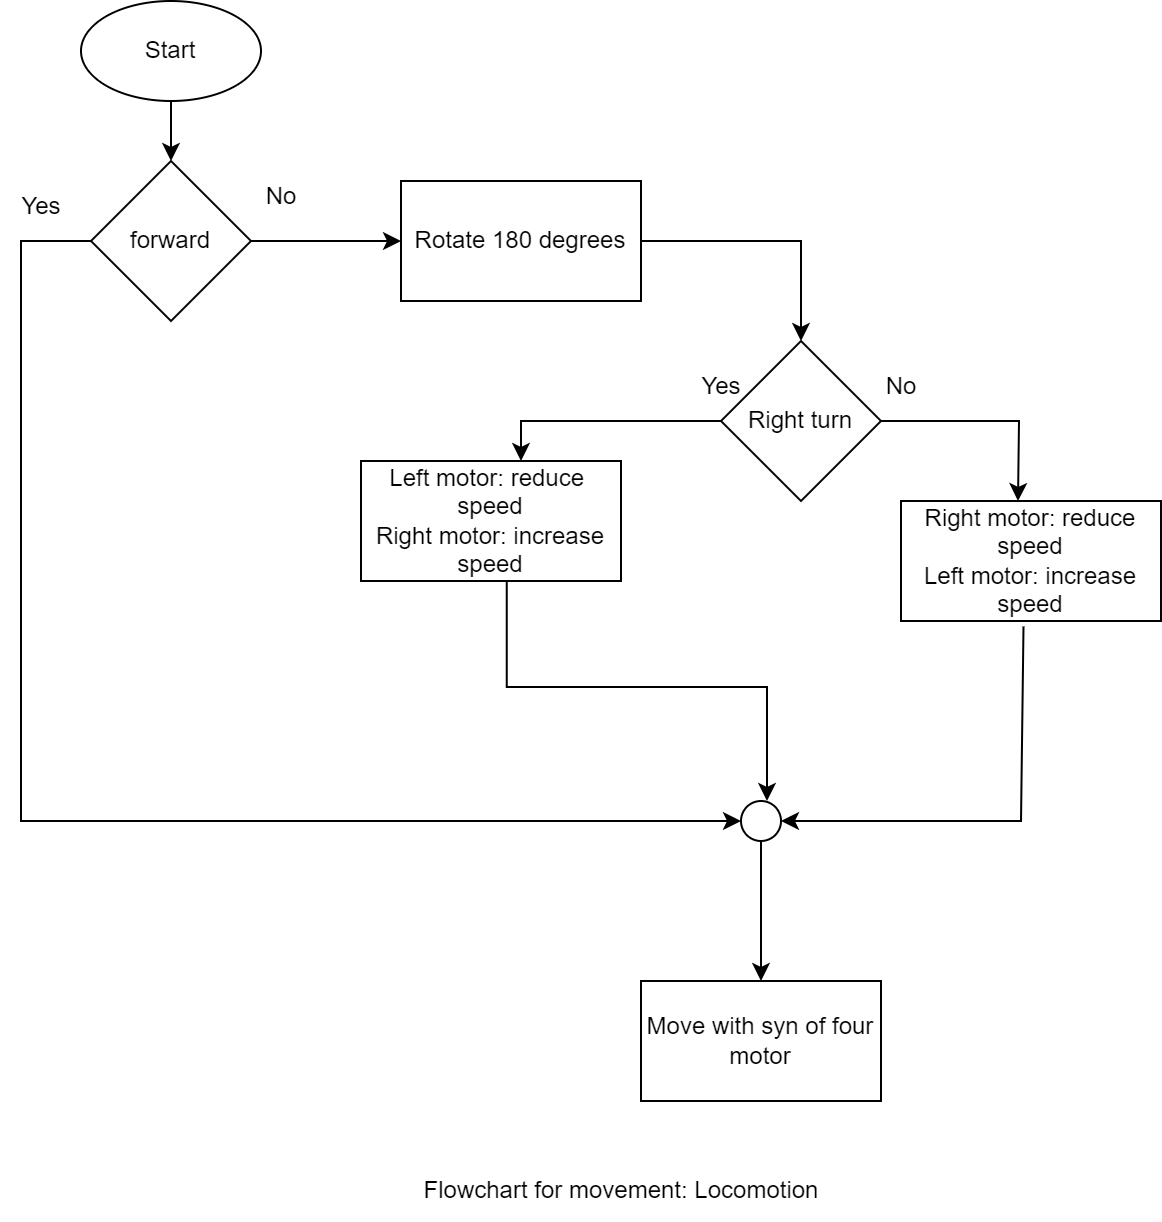 Start
Yes
No
forward
Rotate 180 degrees
Yes
No
Right turn
Left motor: reduce
speed
Right motor: increase
speed
Right motor: reduce
speed
Left motor: increase
speed
Move with syn of four
motor
Flowchart for movement: Locomotion